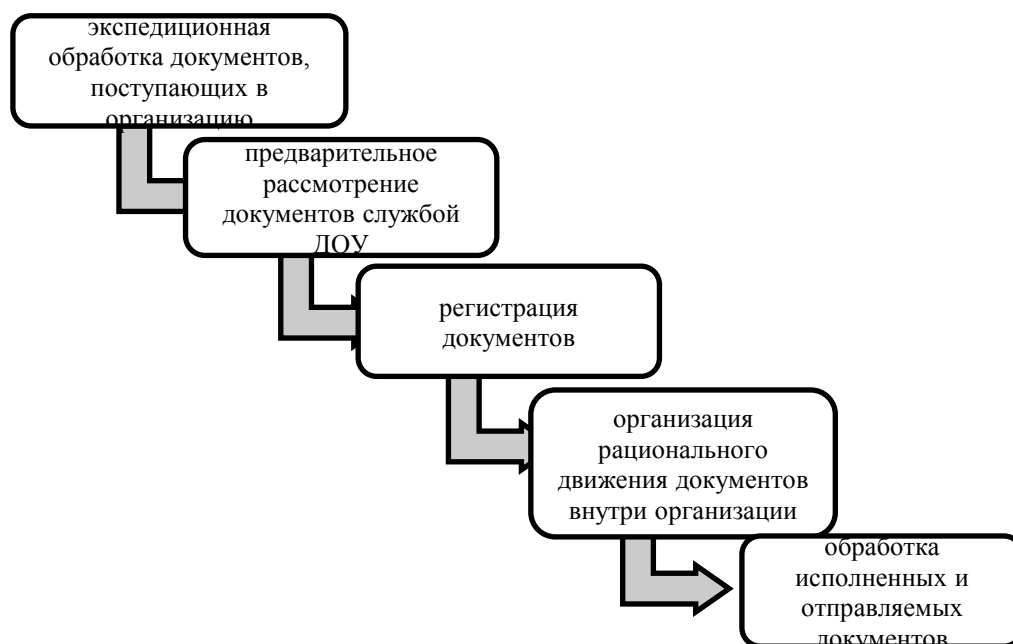 экспедиционная
обработка документов,
поступающих в
организацию
предварительное
рассмотрение
документов службой
ДОУ
регистрация
документов
организация
рационального
движения документов
внутри организации
обработка
исполненных и
отправляемых
документов